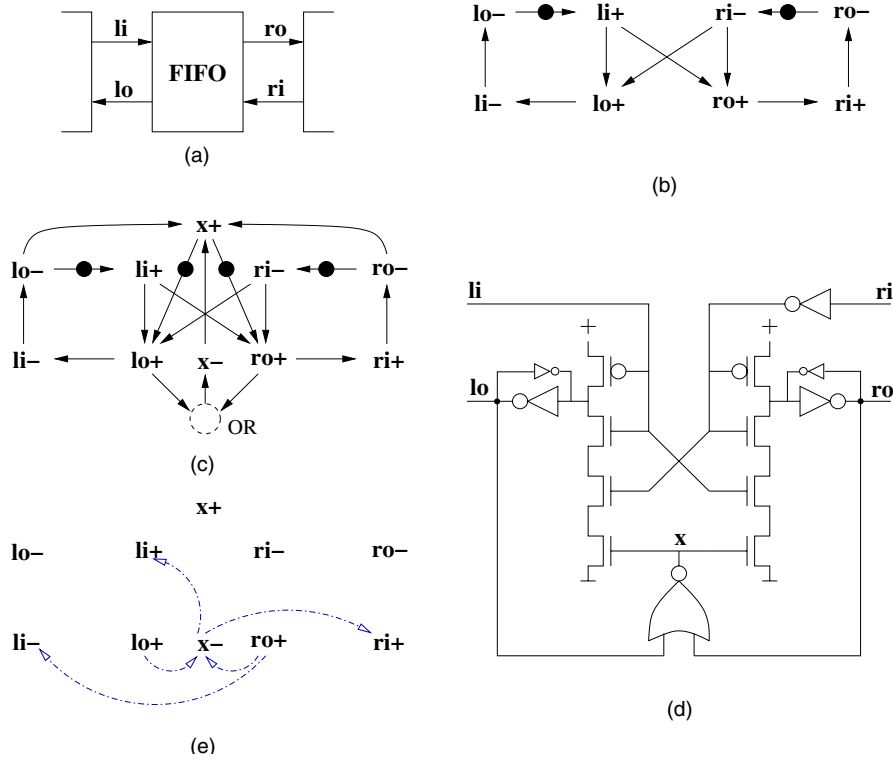 li ro
FIFO
lo ri
(a)
lo− li+ ri− ro−
li− lo+ ro+ ri+
(b)
x+
lo− li+ ri− ro−
li− lo+ x− ro+ ri+
OR
(c)
li ri
+ +
lo ro
x
(d)
x+
lo− li+ ri− ro−
li− lo+ x− ro+ ri+
(e)